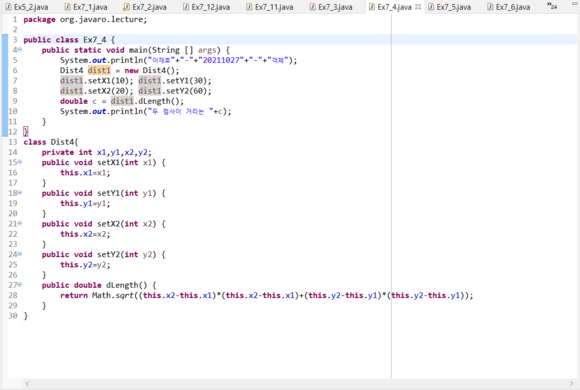 Ex5_2.java Ex7_1.java Ex7_2.java Ex7_12.java Ex7_11.java Ex7_3.java Ex7_4.java Ex7_5.java Ex7_6.java »24
1 package org.javaro.lecture;
2
3 public class Ex7_4 {
4 public static void main(String [] args) {
5 System.out.println("이재호"+"-"+"20211027"+"-"+"객체");
6 Dist4 dist1 = new Dist4();
7 dist1.setX1(10); dist1.setY1(30);
8 dist1.setX2(20); dist1.setY2(60);
9 double c = dist1.dLength();
10 System.out.println("두 점사이 거리는 "+c);
11 }
12 }
13 class Dist4{
14 private int x1,y1,x2,y2;
15 public void setX1(int x1) {
16 this.x1=x1;
17 }
18 public void setY1(int y1) {
19 this.y1=y1;
20 }
21 public void setX2(int x2) {
22 this.x2=x2;
23 }
24 public void setY2(int y2) {
25 this.y2=y2;
26 }
27 public double dLength() {
28 return Math.sqrt((this.x2-this.x1)*(this.x2-this.x1)+(this.y2-this.y1)*(this.y2-this.y1));
29 }
30 }